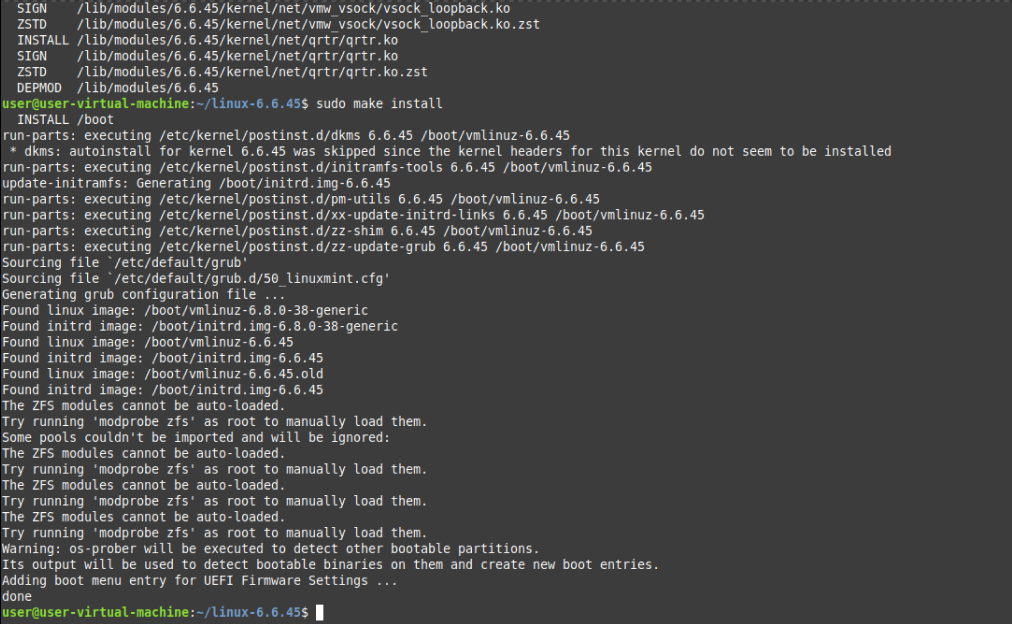 SIGN    /lib/modules/6.6.45/kernel/net/vmw_vsock/vsock_loopback.ko
ZSTD    /lib/modules/6.6.45/kernel/net/vmw_vsock/vsock_loopback.ko.zst
INSTALL /lib/modules/6.6.45/kernel/net/qrtr/qrtr.ko
SIGN    /lib/modules/6.6.45/kernel/net/qrtr/qrtr.ko
ZSTD    /lib/modules/6.6.45/kernel/net/qrtr/qrtr.ko.zst
DEPMOD  /lib/modules/6.6.45
user@user-virtual-machine:~/linux-6.6.45$ sudo make install
INSTALL /boot
run-parts: executing /etc/kernel/postinst.d/dkms 6.6.45 /boot/vmlinuz-6.6.45
* dkms: autoinstall for kernel 6.6.45 was skipped since the kernel headers for this kernel do not seem to be installed
run-parts: executing /etc/kernel/postinst.d/initramfs-tools 6.6.45 /boot/vmlinuz-6.6.45
update-initramfs: Generating /boot/initrd.img-6.6.45
run-parts: executing /etc/kernel/postinst.d/pm-utils 6.6.45 /boot/vmlinuz-6.6.45
run-parts: executing /etc/kernel/postinst.d/xx-update-initrd-links 6.6.45 /boot/vmlinuz-6.6.45
run-parts: executing /etc/kernel/postinst.d/zz-shim 6.6.45 /boot/vmlinuz-6.6.45
run-parts: executing /etc/kernel/postinst.d/zz-update-grub 6.6.45 /boot/vmlinuz-6.6.45
Sourcing file `/etc/default/grub'
Sourcing file `/etc/default/grub.d/50_linuxmint.cfg'
Generating grub configuration file ...
Found linux image: /boot/vmlinuz-6.8.0-38-generic
Found initrd image: /boot/initrd.img-6.8.0-38-generic
Found linux image: /boot/vmlinuz-6.6.45
Found initrd image: /boot/initrd.img-6.6.45
Found linux image: /boot/vmlinuz-6.6.45.old
Found initrd image: /boot/initrd.img-6.6.45
The ZFS modules cannot be auto-loaded.
Try running 'modprobe zfs' as root to manually load them.
Some pools couldn't be imported and will be ignored:
The ZFS modules cannot be auto-loaded.
Try running 'modprobe zfs' as root to manually load them.
The ZFS modules cannot be auto-loaded.
Try running 'modprobe zfs' as root to manually load them.
The ZFS modules cannot be auto-loaded.
Try running 'modprobe zfs' as root to manually load them.
Warning: os-prober will be executed to detect other bootable partitions.
Its output will be used to detect bootable binaries on them and create new boot entries.
Adding boot menu entry for UEFI Firmware Settings ...
done
user@user-virtual-machine:~/linux-6.6.45$